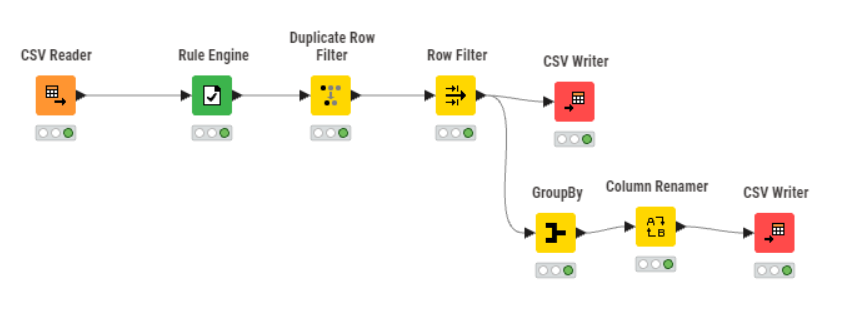 CSV Reader
Rule Engine
Duplicate Row
Filter
Row Filter
CSV Writer
GroupBy
Column Renamer
CSV Writer
A
B